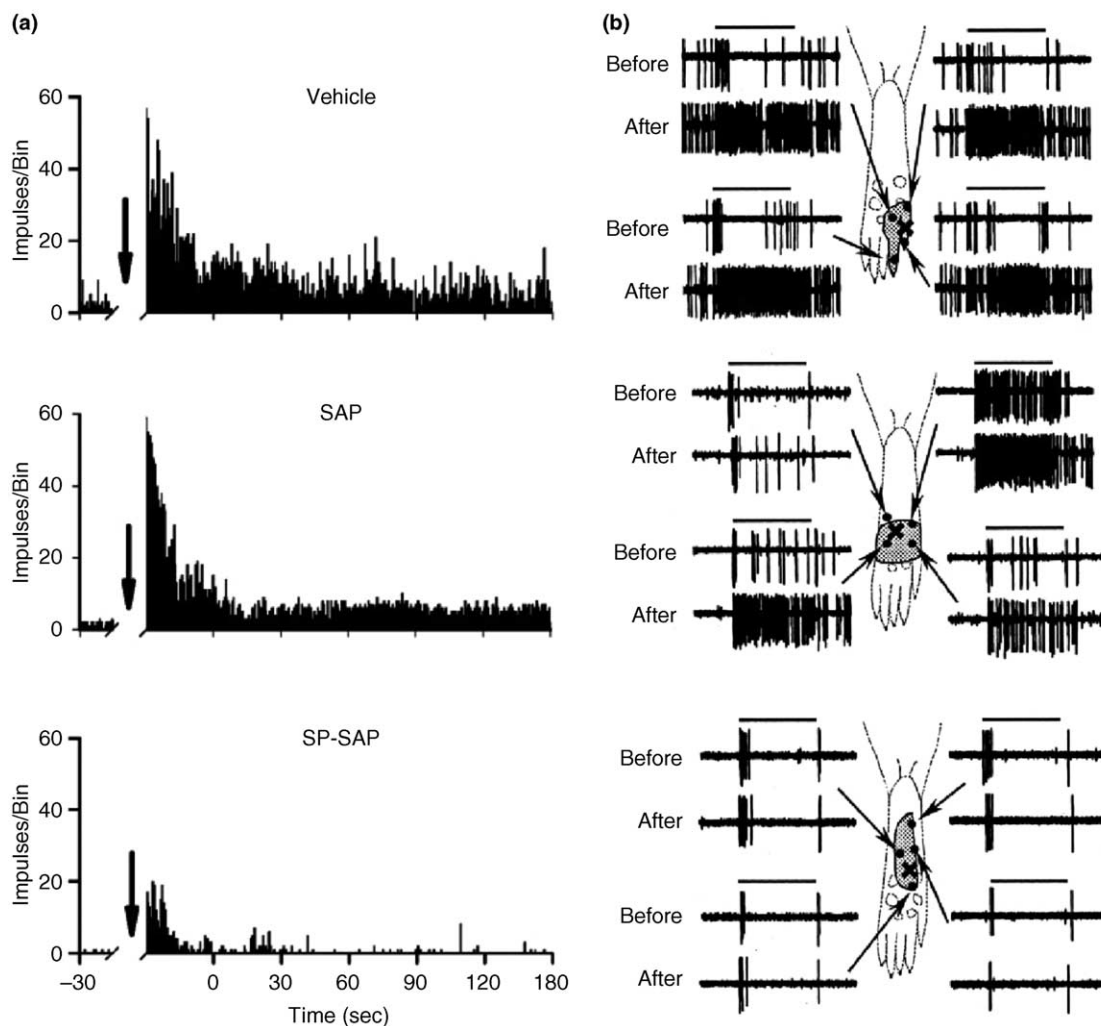 (a)
Vehicle
Impulses/Bin
60
40
20
0
SAP
Impulses/Bin
60
40
20
0
SP-SAP
Impulses/Bin
60
40
20
0
–30 0 30 60 90 120 150 180
Time (sec)
(b)
Before
After
Before
After
Before
After
Before
After
Before
After
Before
After